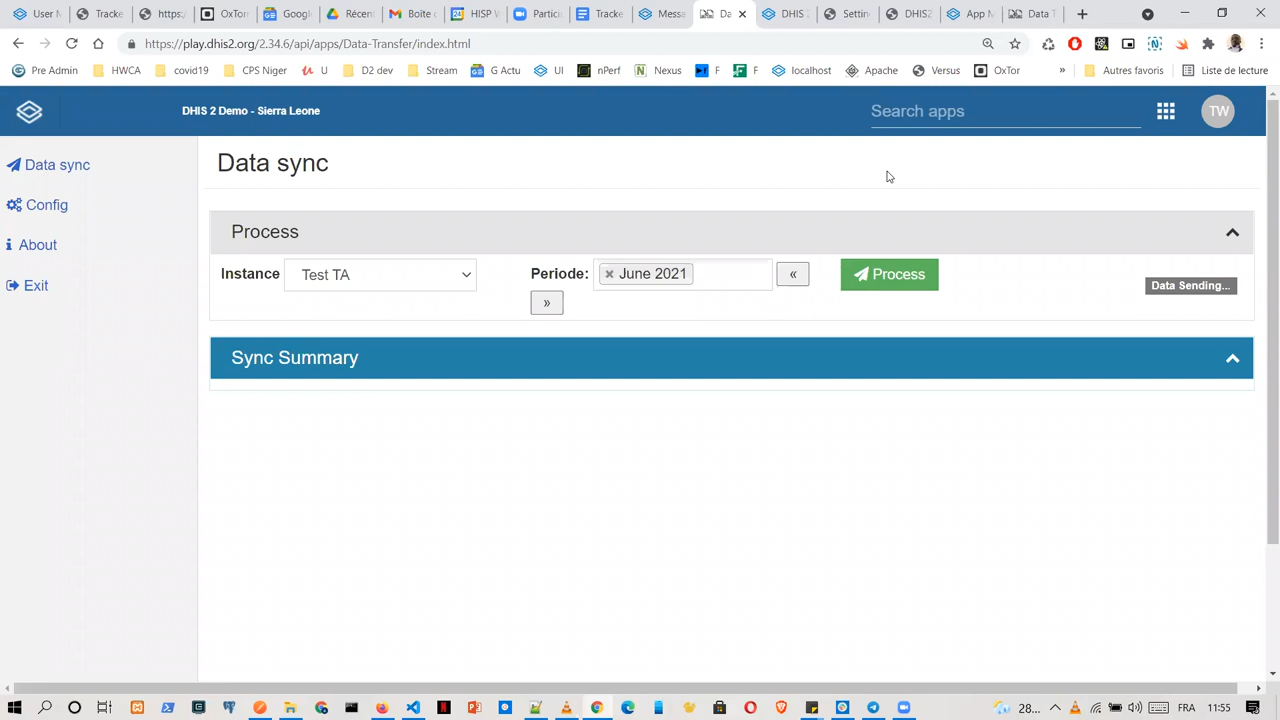 User M
Tracke
https:/
OxTor
Google
Récen
Boîte d
HISP W
Particip
Tracke
Messa
Da
DHIS 2
Settin
DHIS2
App M
Data T
https://play.dhis2.org/2.34.6/api/apps/Data-Transfer/index.html
Pre Admin
HWCA
covid19
CPS Niger
U
D2 dev
Stream
G Actu
UI
nPerf
Nexus
F
F
localhost
Apache
Versus
OxTor
»
Autres favoris
Liste de lecture
DHIS 2 Demo - Sierra Leone
Search apps
TW
Data sync
Config
About
Exit
Data sync
Process
Instance
Test TA
Periode:
× June 2021
«
»
Process
Data Sending...
Sync Summary
28...
FRA
11:55